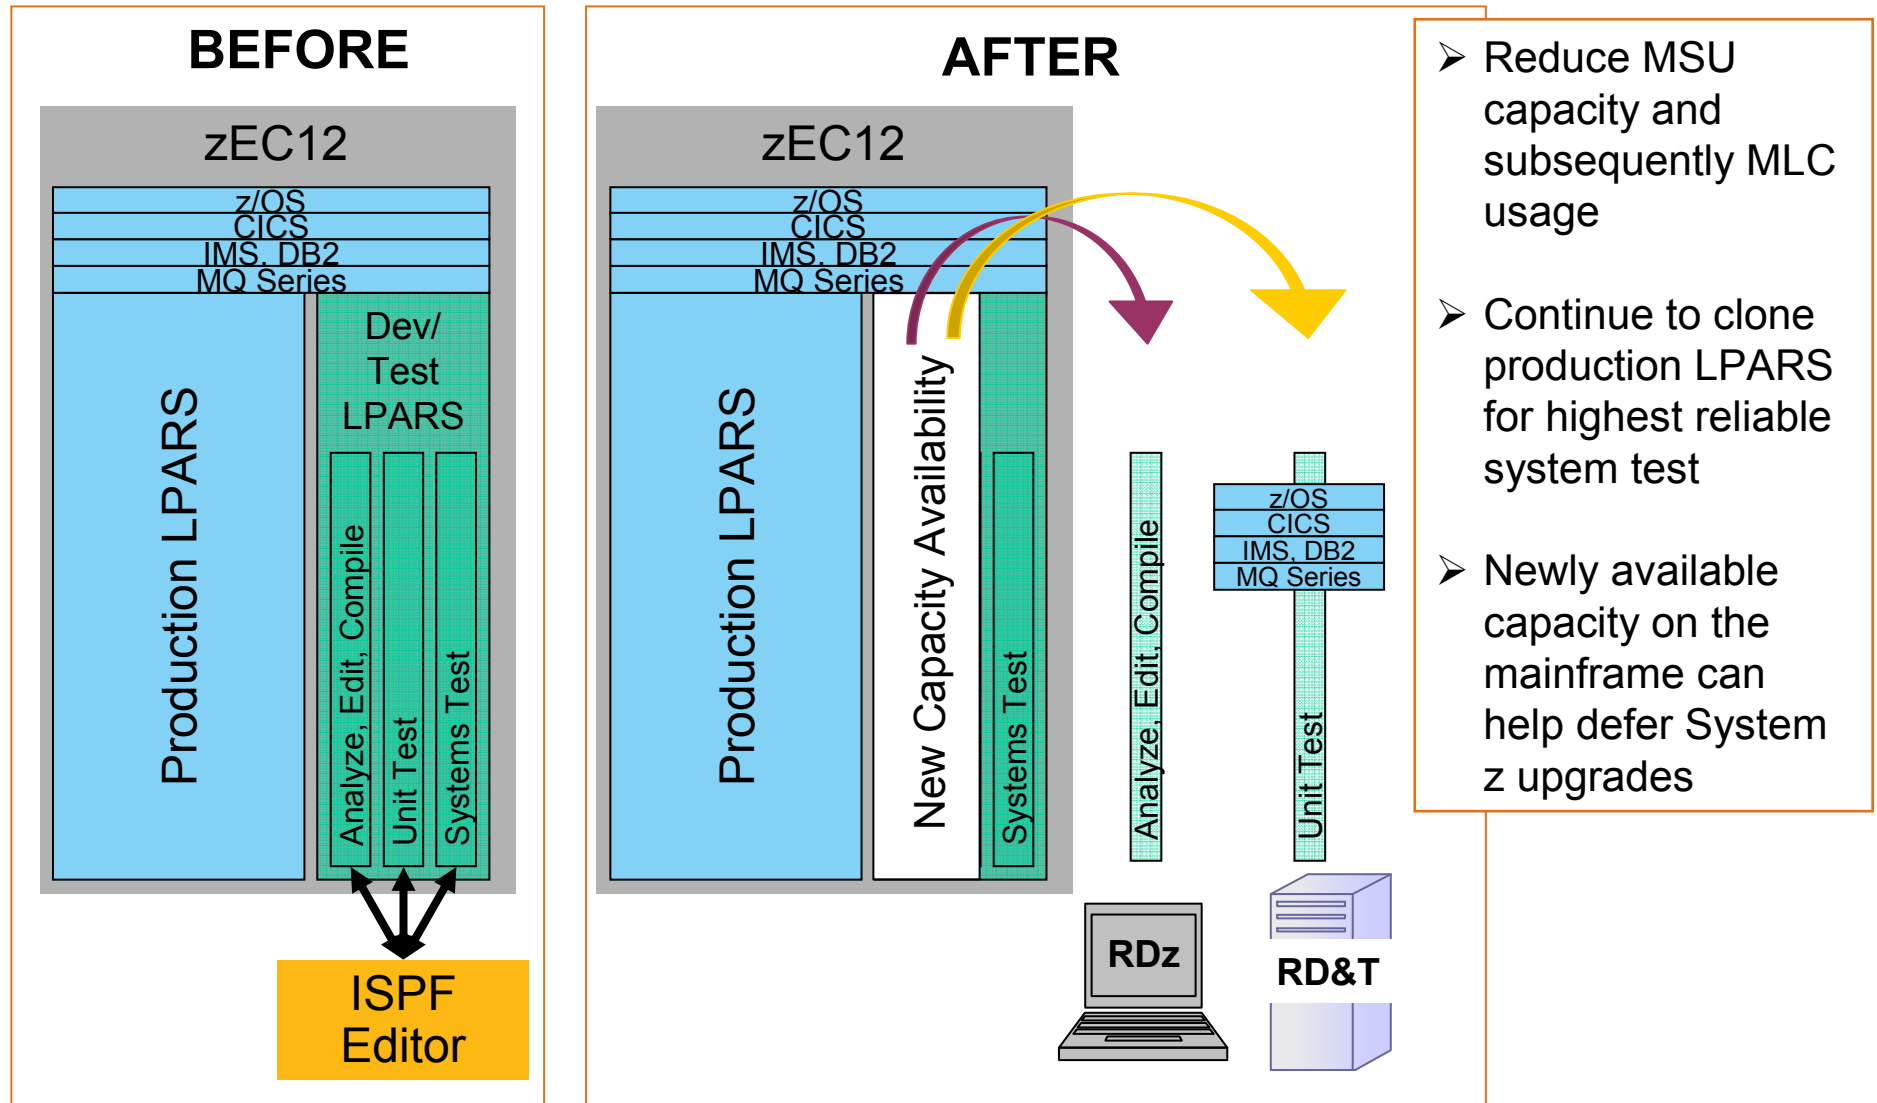 BEFORE
zEC12
z/OS
CICS
IMS, DB2
MQ Series
Production LPARS
Dev/
Test
LPARS
Analyze, Edit, Compile
Unit Test
Systems Test
ISPF
Editor
AFTER
zEC12
z/OS
CICS
IMS, DB2
MQ Series
Production LPARS
New Capacity Availability
Systems Test
Analyze, Edit, Compile
z/OS
CICS
IMS, DB2
MQ Series
Unit Test
RDz
RD&T
➢ Reduce MSU
capacity and
subsequently MLC
usage
➢ Continue to clone
production LPARS
for highest reliable
system test
➢ Newly available
capacity on the
mainframe can
help defer System
z upgrades